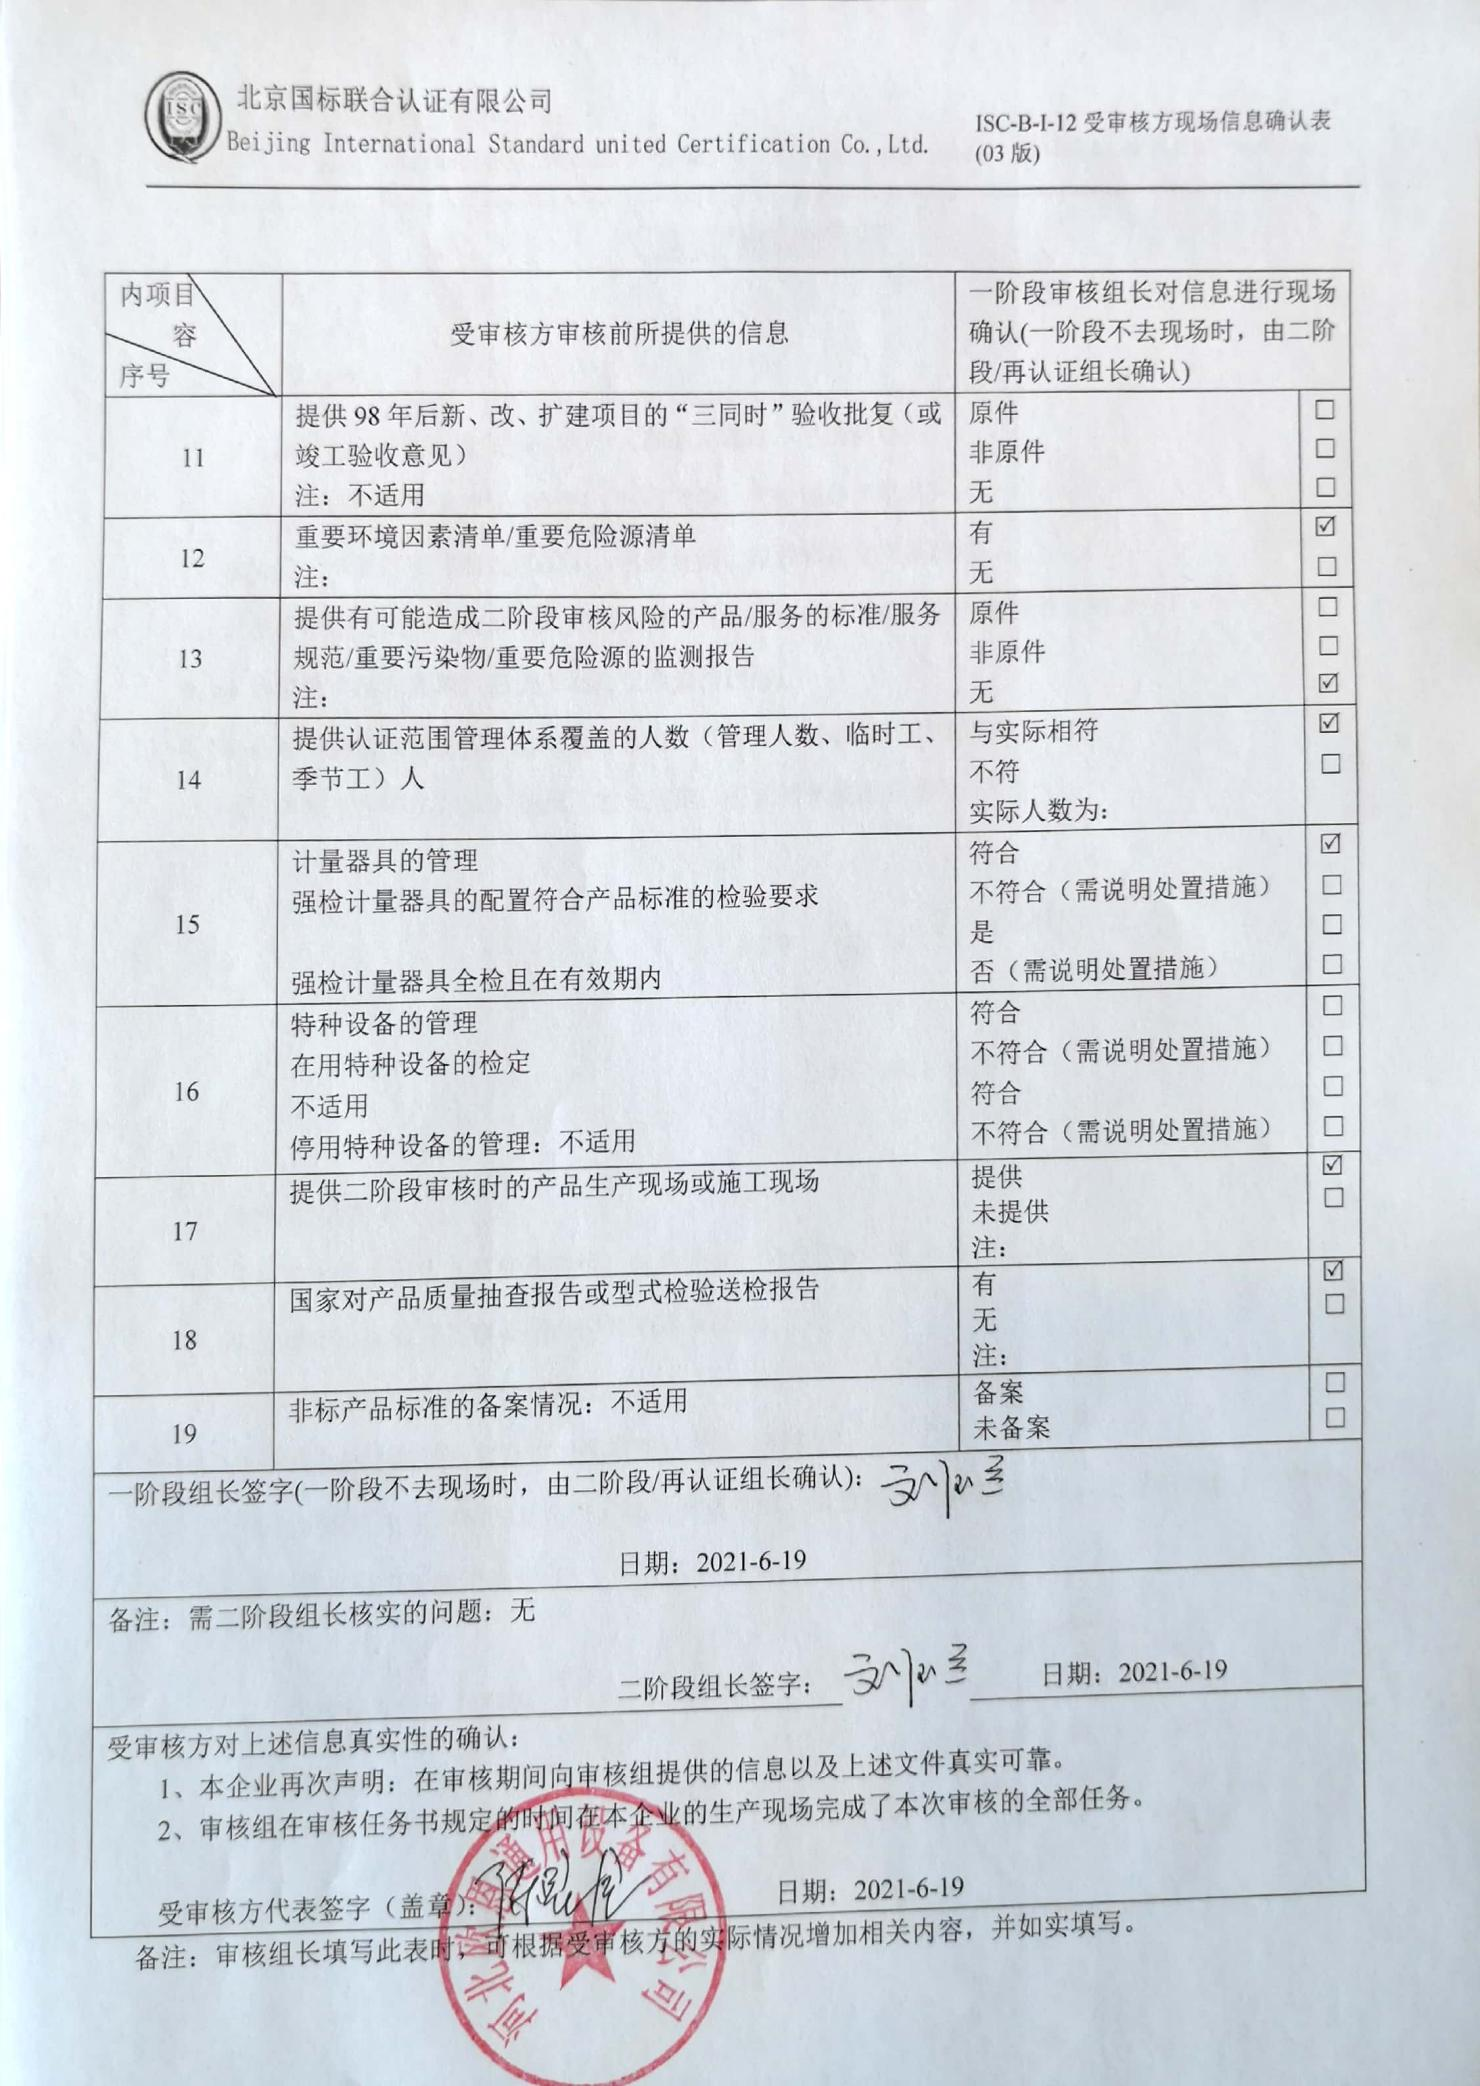 ISC
北京国标联合认证有限公司
Beijing International Standard united Certification Co.,Ltd.
ISC-B-I-12 受审核方现场信息确认表
(03 版)
内项目
容
序号
受审核方审核前所提供的信息
一阶段审核组长对信息进行现场
确认(一阶段不去现场时，由二阶
段/再认证组长确认)
11
提供 98 年后新、改、扩建项目的“三同时”验收批复（或
竣工验收意见）
注：不适用
原件 □
非原件 □
无 □
12
重要环境因素清单/重要危险源清单
注：
有 ☑
无 □
13
提供有可能造成二阶段审核风险的产品/服务的标准/服务
规范/重要污染物/重要危险源的监测报告
注：
原件 □
非原件 □
无 ☑
14
提供认证范围管理体系覆盖的人数（管理人数、临时工、
季节工）人
与实际相符 ☑
不符 □
实际人数为:
15
计量器具的管理
强检计量器具的配置符合产品标准的检验要求
强检计量器具全检且在有效期内
符合 ☑
不符合（需说明处置措施） □
是 □
否（需说明处置措施） □
16
特种设备的管理
在用特种设备的检定
不适用
停用特种设备的管理：不适用
符合 □
不符合（需说明处置措施） □
符合 □
不符合（需说明处置措施） □
17
提供二阶段审核时的产品生产现场或施工现场
提供 ☑
未提供 □
注：
18
国家对产品质量抽查报告或型式检验送检报告
有 ☑
无 □
注：
19
非标产品标准的备案情况：不适用
备案 □
未备案 □
一阶段组长签字(一阶段不去现场时，由二阶段/再认证组长确认)：
日期：2021-6-19
备注：需二阶段组长核实的问题：无
二阶段组长签字： 日期：2021-6-19
受审核方对上述信息真实性的确认：
1、本企业再次声明：在审核期间向审核组提供的信息以及上述文件真实可靠。
2、审核组在审核任务书规定的时间在本企业的生产现场完成了本次审核的全部任务。
受审核方代表签字（盖章）： 日期：2021-6-19
备注：审核组长填写此表时，可根据受审核方的实际情况增加相关内容，并如实填写。